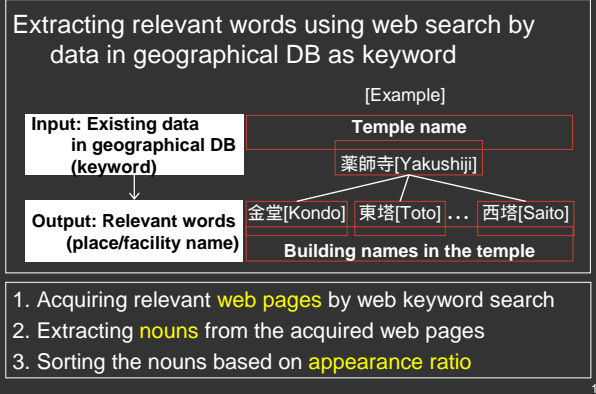 Extracting relevant words using web search by
data in geographical DB as keyword
[Example]
Input: Existing data
in geographical DB
(keyword)
Temple name
薬師寺[Yakushiji]
Output: Relevant words
(place/facility name)
金堂[Kondo] 東塔[Toto] ... 西塔[Saito]
Building names in the temple
1. Acquiring relevant web pages by web keyword search
2. Extracting nouns from the acquired web pages
3. Sorting the nouns based on appearance ratio
1